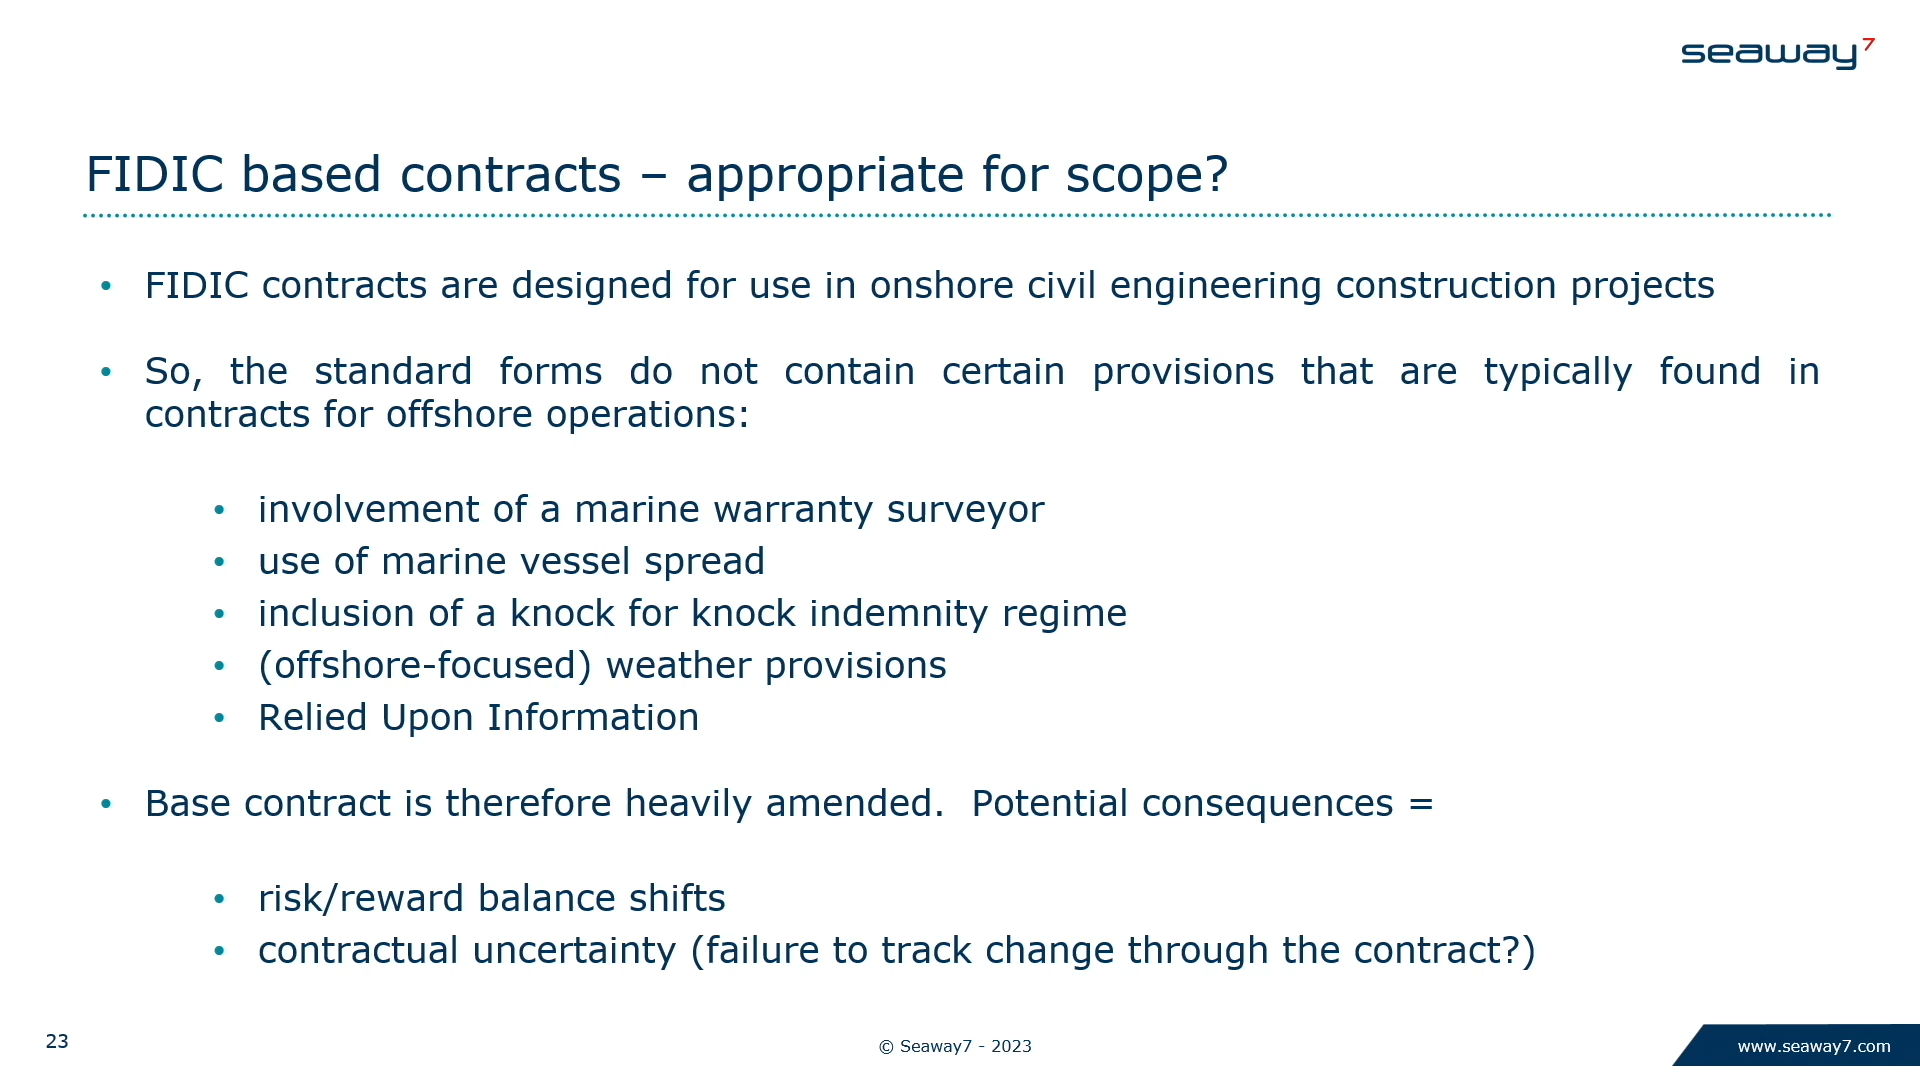 seaway7
FIDIC based contracts – appropriate for scope?
• FIDIC contracts are designed for use in onshore civil engineering construction projects
• So, the standard forms do not contain certain provisions that are typically found in
contracts for offshore operations:
• involvement of a marine warranty surveyor
• use of marine vessel spread
• inclusion of a knock for knock indemnity regime
• (offshore-focused) weather provisions
• Relied Upon Information
• Base contract is therefore heavily amended.  Potential consequences =
• risk/reward balance shifts
• contractual uncertainty (failure to track change through the contract?)
23
© Seaway7 - 2023
www.seaway7.com